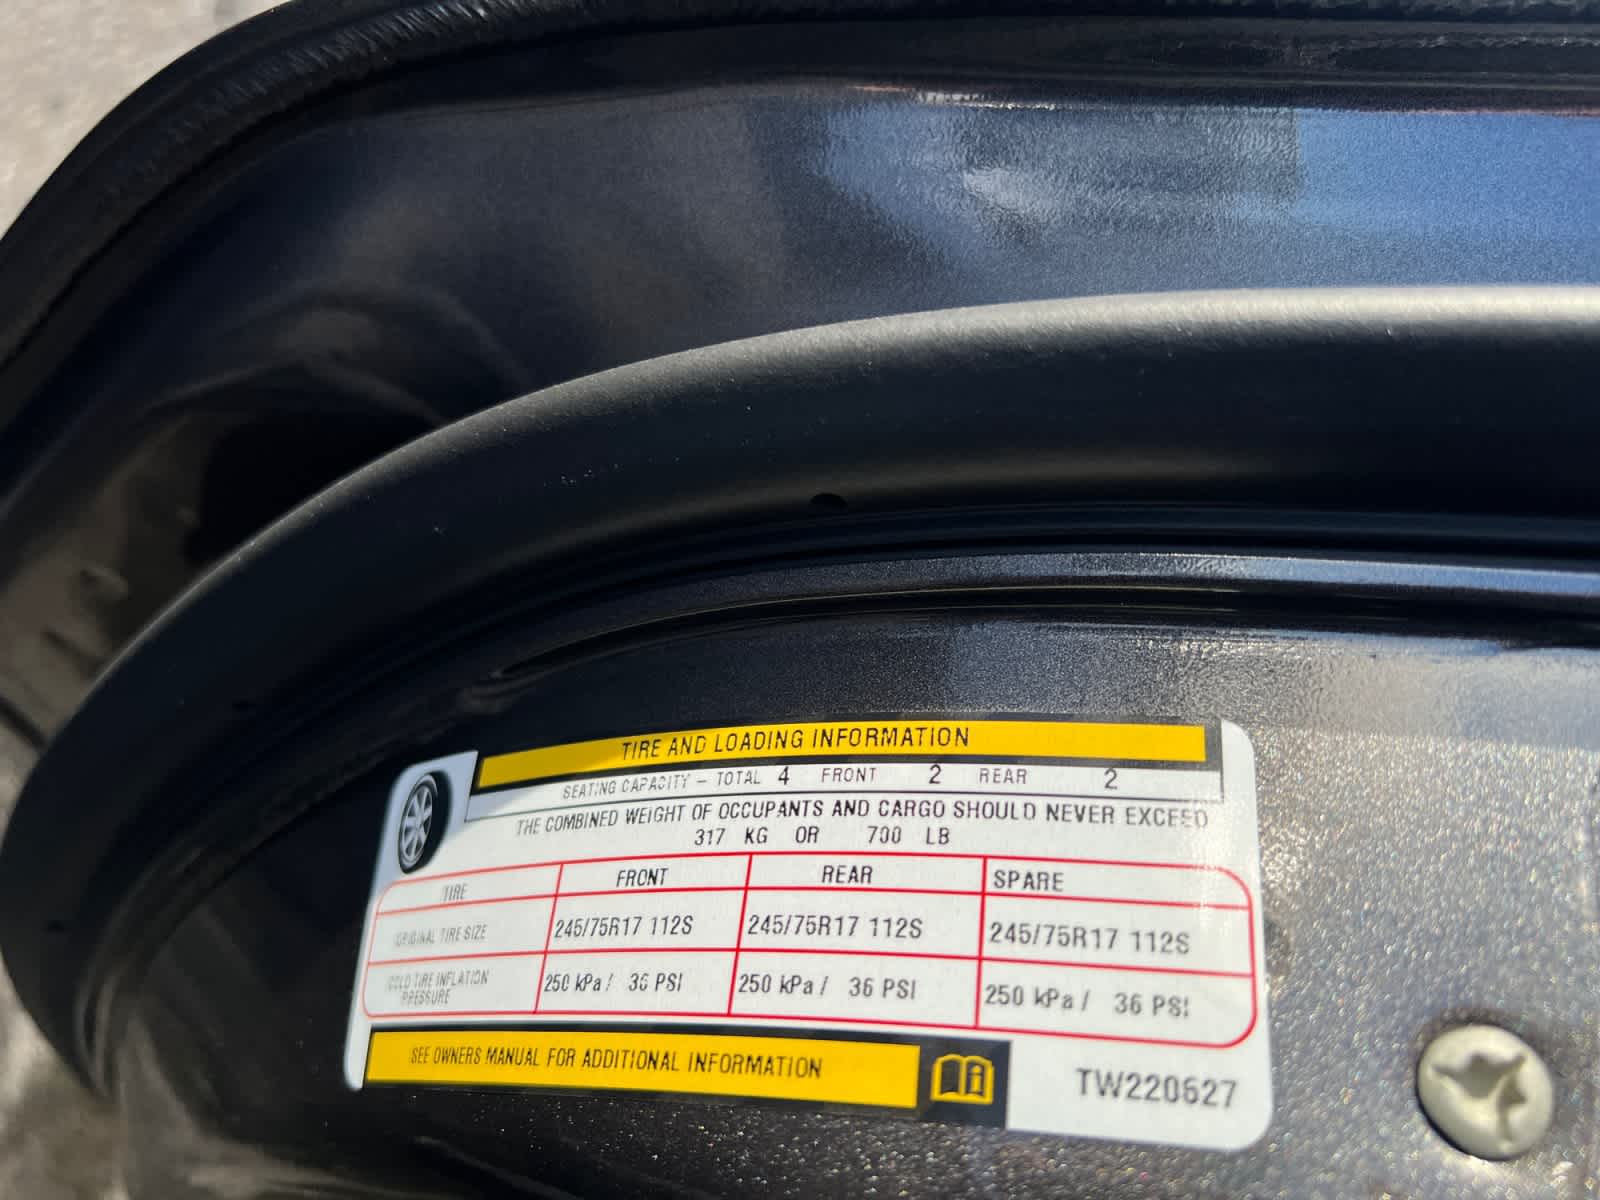 TIRE AND LOADING INFORMATION
SEATING CAPACITY – TOTAL 4 FRONT 2 REAR 2
THE COMBINED WEIGHT OF OCCUPANTS AND CARGO SHOULD NEVER EXCEED
317 KG OR 700 LB
TIRE FRONT REAR SPARE
ORIGINAL TIRE SIZE 245/75R17 112S 245/75R17 112S 245/75R17 112S
COLD TIRE INFLATION
PRESSURE 250 kPa / 36 PSI 250 kPa / 36 PSI 250 kPa / 36 PSI
SEE OWNERS MANUAL FOR ADDITIONAL INFORMATION
TW220627